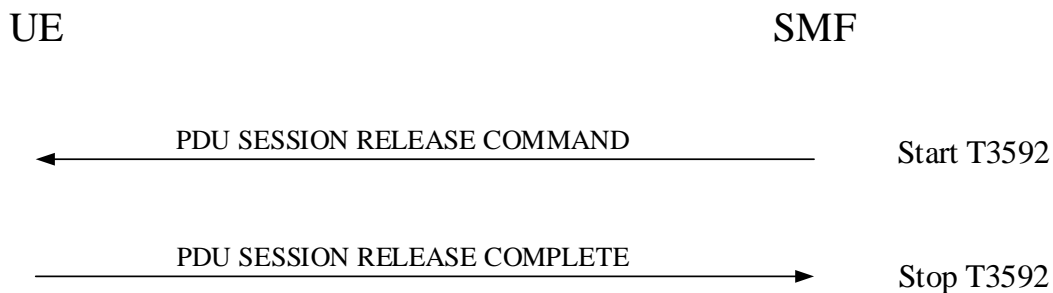 UE SMF
PDU SESSION RELEASE COMMAND Start T3592
PDU SESSION RELEASE COMPLETE Stop T3592